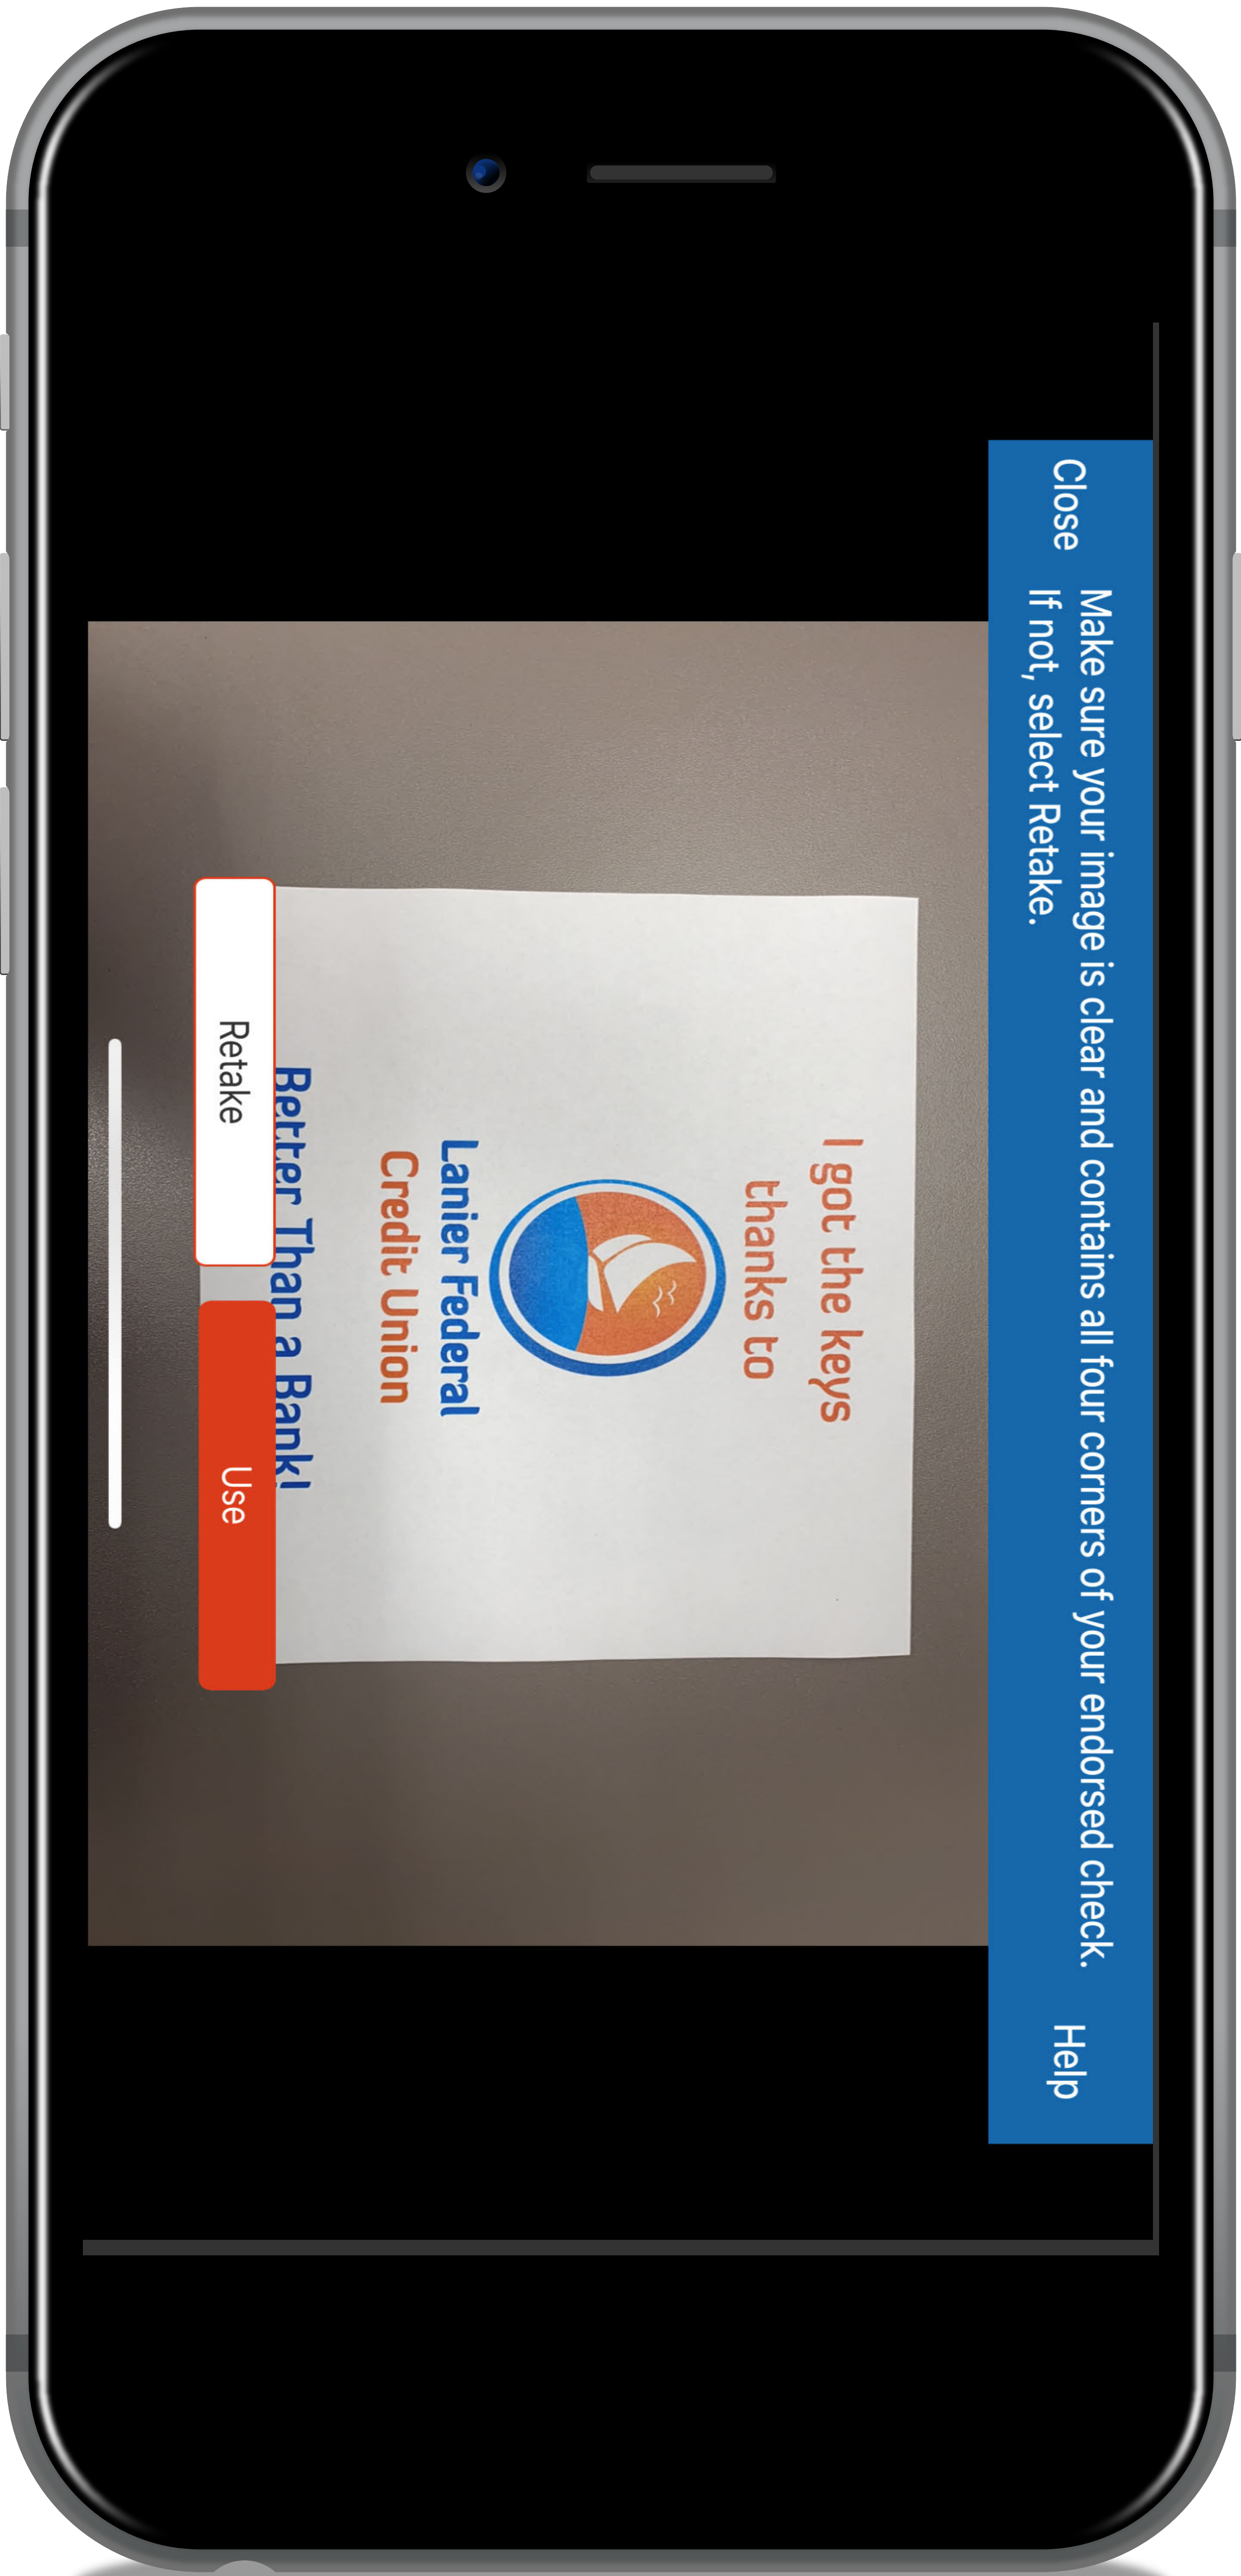 Close
Make sure your image is clear and contains all four corners of your endorsed check.
If not, select Retake.
Help
I got the keys
thanks to
Lanier Federal
Credit Union
Better Than a Bank!
Retake
Use